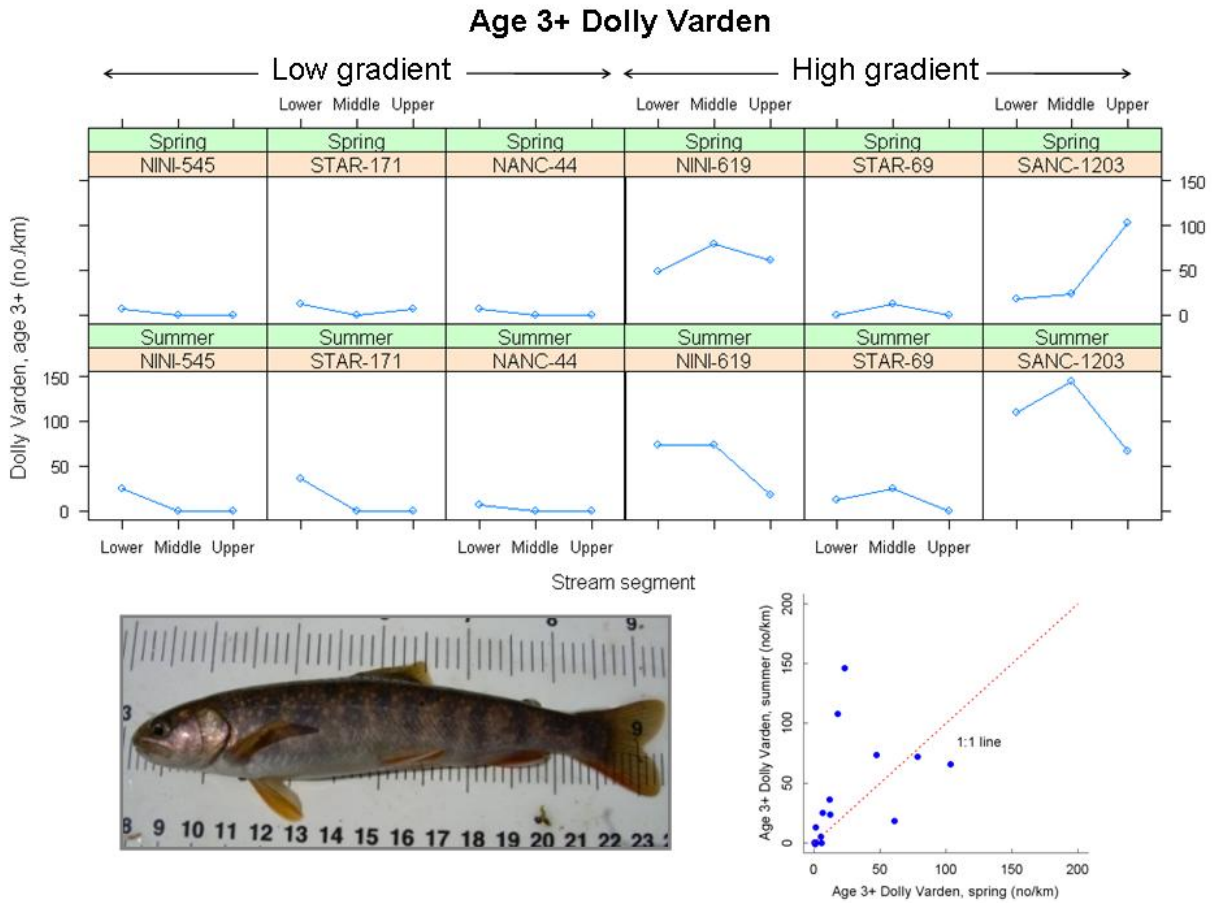 Age 3+ Dolly Varden
Low gradient High gradient
Lower Middle Upper Lower Middle Upper Lower Middle Upper
Spring Spring Spring Spring Spring Spring
NINI-545 STAR-171 NANC-44 NINI-619 STAR-69 SANC-1203
150
100
50
0
Dolly Varden, age 3+ (no./km)
Summer Summer Summer Summer Summer Summer
NINI-545 STAR-171 NANC-44 NINI-619 STAR-69 SANC-1203
150
100
50
0
Lower Middle Upper Lower Middle Upper Lower Middle Upper
Stream segment
3 6 7 8 9
9
8 9 10 11 12 13 14 15 16 17 18 19 20 21 22 23
Age 3+ Dolly Varden, summer (no/km)
200
150
100
50
0
1:1 line
0 50 100 150 200
Age 3+ Dolly Varden, spring (no/km)